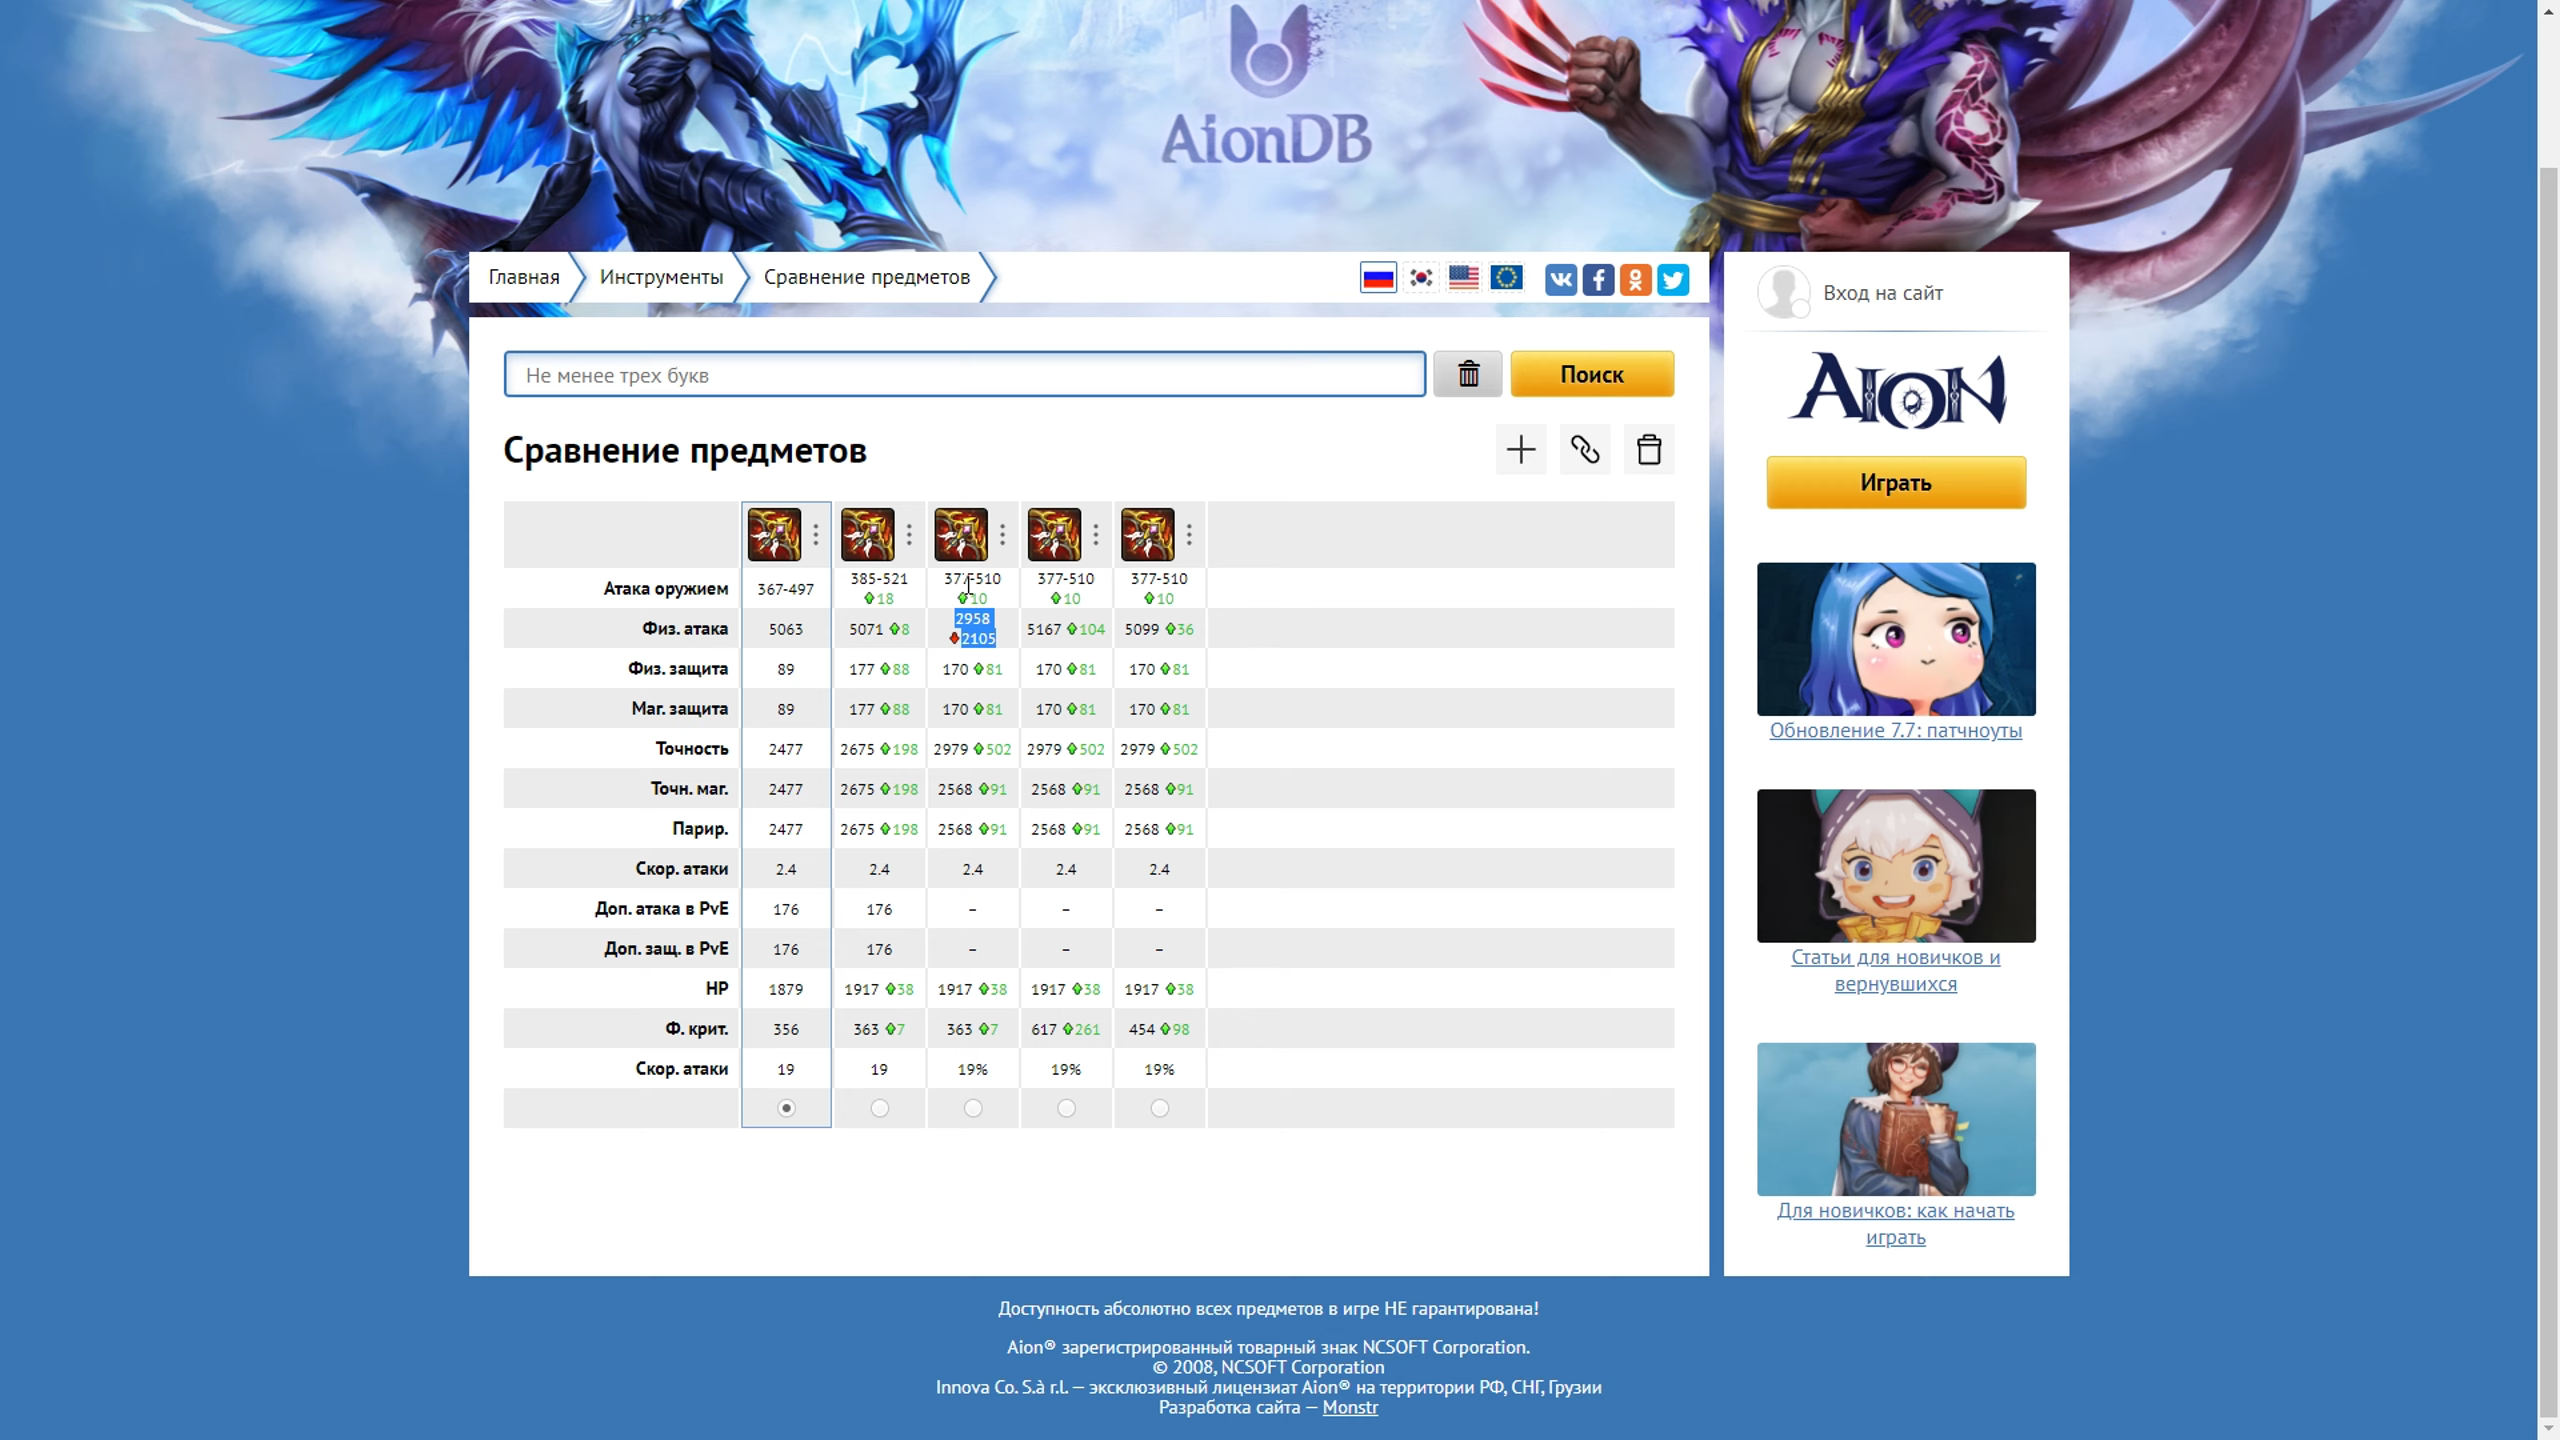 AionDB
Главная
Инструменты
Сравнение предметов
Вход на сайт
Не менее трех букв
Поиск
AION
Сравнение предметов
Играть
Атака оружием 367-497 385-521 18 377-510 10 377-510 10 377-510 10
Физ. атака 5063 5071 8 2958 2105 5167 104 5099 36
Физ. защита 89 177 88 170 81 170 81 170 81
Маг. защита 89 177 88 170 81 170 81 170 81
Точность 2477 2675 198 2979 502 2979 502 2979 502
Точн. маг. 2477 2675 198 2568 91 2568 91 2568 91
Парир. 2477 2675 198 2568 91 2568 91 2568 91
Скор. атаки 2.4 2.4 2.4 2.4 2.4
Доп. атака в PvE 176 176 – – –
Доп. защ. в PvE 176 176 – – –
HP 1879 1917 38 1917 38 1917 38 1917 38
Ф. крит. 356 363 7 363 7 617 261 454 98
Скор. атаки 19 19 19% 19% 19%
Обновление 7.7: патчноуты
Статьи для новичков и
вернувшихся
Для новичков: как начать
играть
Доступность абсолютно всех предметов в игре НЕ гарантирована!
Aion® зарегистрированный товарный знак NCSOFT Corporation.
© 2008, NCSOFT Corporation
Innova Co. S.à r.l. — эксклюзивный лицензиат Aion® на территории РФ, СНГ, Грузии
Разработка сайта — Monstr